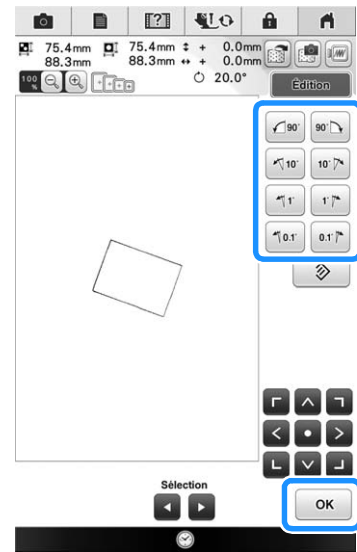 75.4mm 75.4mm + 0.0mm
88.3mm 88.3mm + 0.0mm
100 % 20.0°
Édition
90° 90°
10° 10°
1° 1°
0.1° 0.1°
Sélection
OK